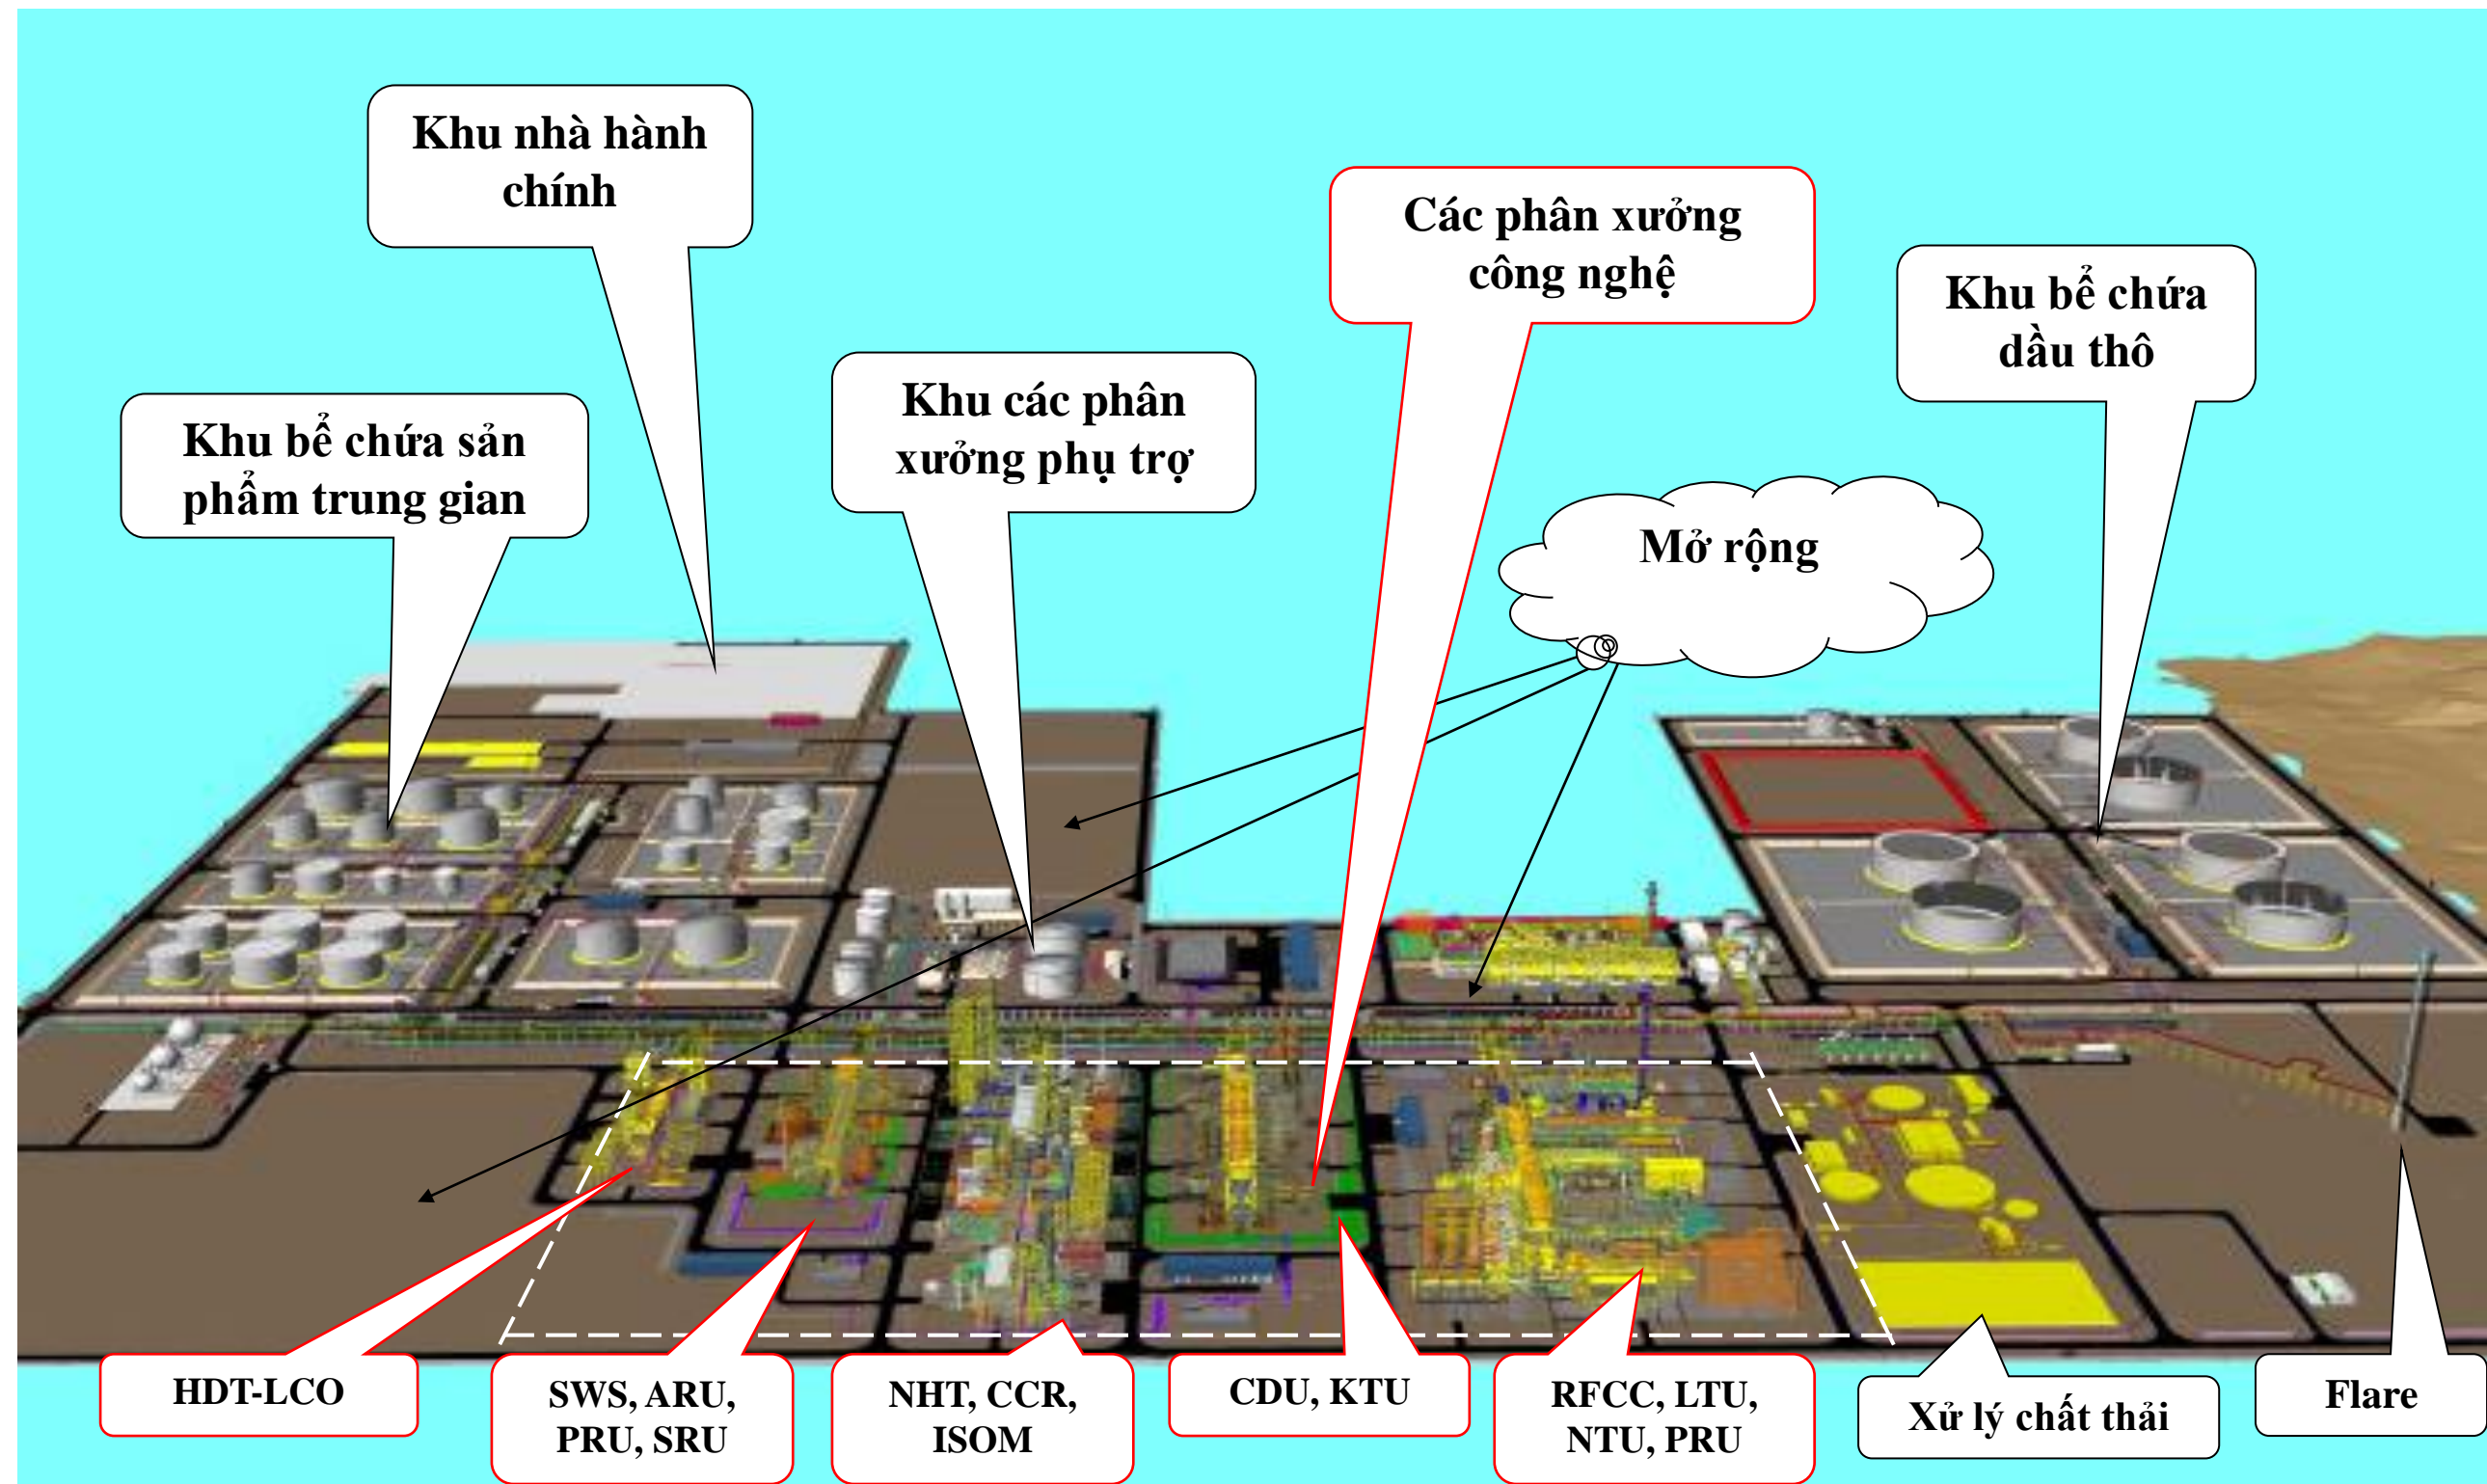 Khu nhà hành
chính
Các phân xưởng
công nghệ
Khu bể chứa
dầu thô
Khu các phân
xưởng phụ trợ
Khu bể chứa sản
phẩm trung gian
Mở rộng
HDT-LCO
SWS, ARU,
PRU, SRU
NHT, CCR,
ISOM
CDU, KTU
RFCC, LTU,
NTU, PRU
Xử lý chất thải
Flare